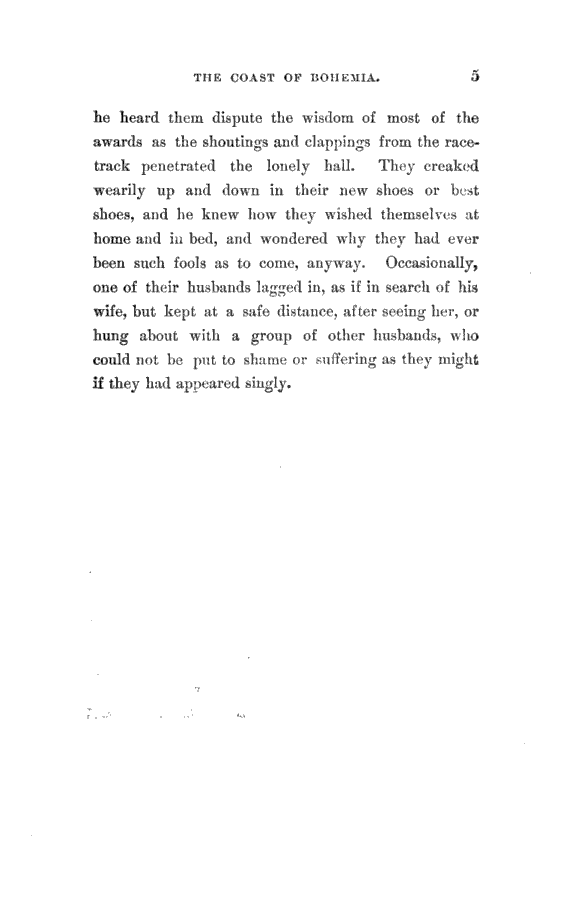 THE COAST OF BOHEMIA. 5
he heard them dispute the wisdom of most of the
awards as the shoutings and clappings from the race-
track penetrated the lonely hall. They creaked
wearily up and down in their new shoes or best
shoes, and he knew how they wished themselves at
home and in bed, and wondered why they had ever
been such fools as to come, anyway. Occasionally,
one of their husbands lagged in, as if in search of his
wife, but kept at a safe distance, after seeing her, or
hung about with a group of other husbands, who
could not be put to shame or suffering as they might
if they had appeared singly.